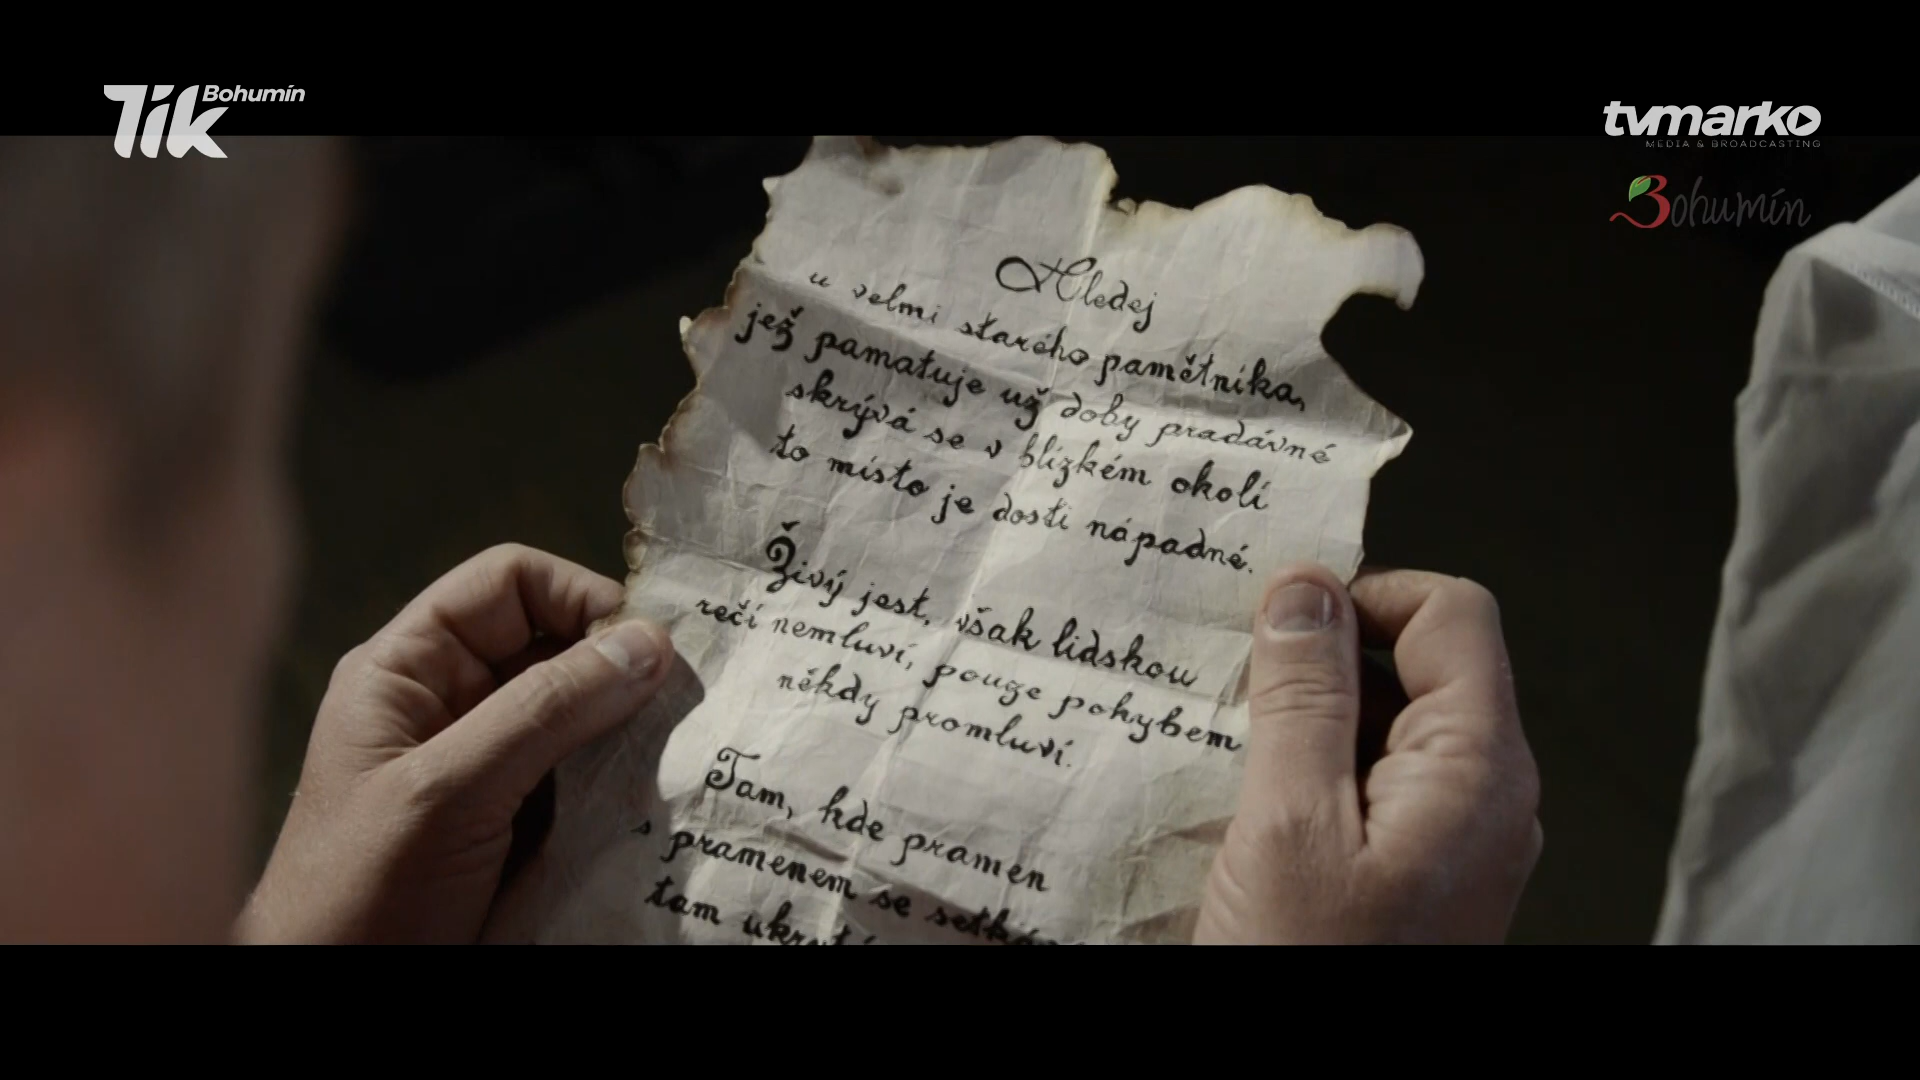 Tik Bohumín
tvmarko
MEDIA & BROADCASTING
Bohumín
Hledej
u velmi starého pamětníka,
jež pamatuje už doby pradávné
skrývá se v blízkém okolí
to místo je dosti nápadné.
Živý jest, však lidskou
řečí nemluví, pouze pohybem
někdy promluví.
Tam, kde pramen
s pramenem se
tam